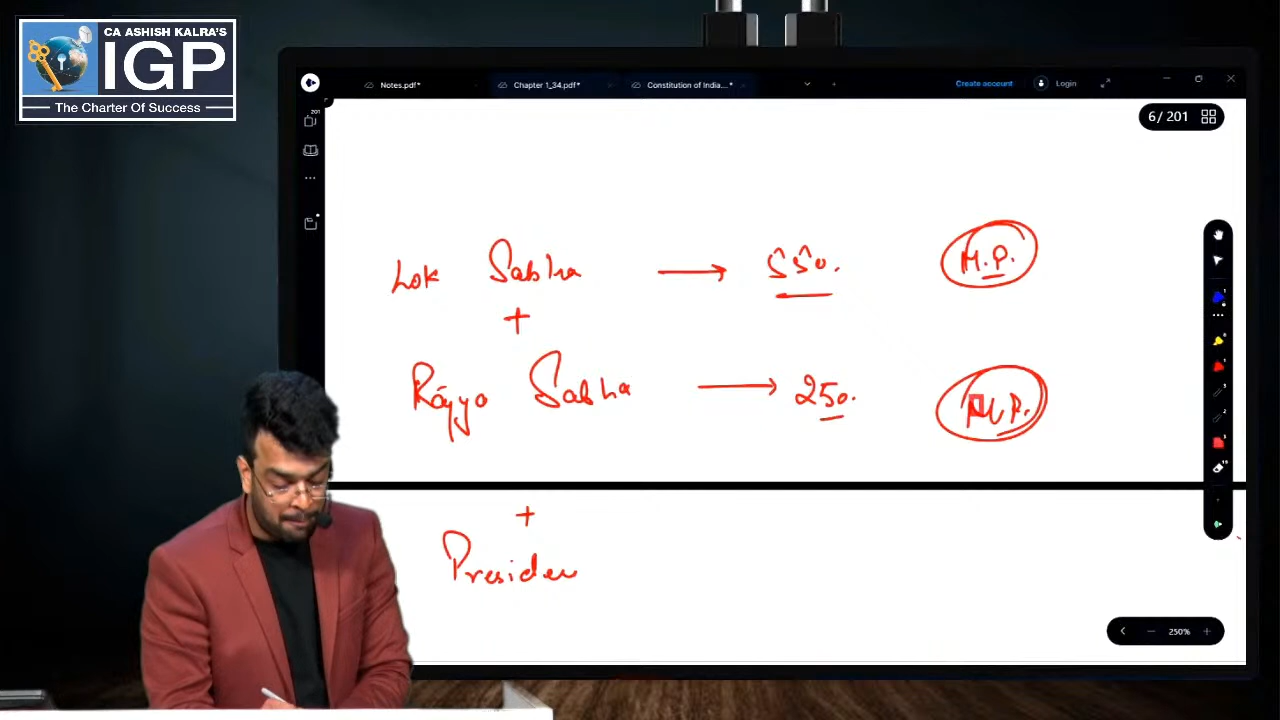 CA ASHISH KALRA'S
IGP
The Charter Of Success
Notes.pdf*
Chapter 1_34.pdf*
Constitution of India....*
Create account
Login
201
6 / 201
Lok Sabha → 550. M.P.
+
Rajya Sabha → 250. M.P.
+
Presiden
250%